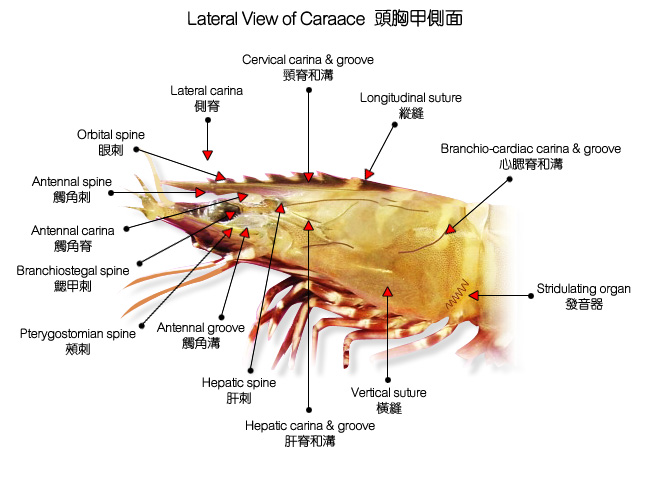 Lateral View of Caraace 頭胸甲側面
Cervical carina & groove
頸脊和溝
Lateral carina
側脊
Longitudinal suture
縱縫
Orbital spine
眼刺
Branchio-cardiac carina & groove
心腮脊和溝
Antennal spine
觸角刺
Antennal carina
觸角脊
Branchiostegal spine
鰓甲刺
Stridulating organ
發音器
Pterygostomian spine
頰刺
Antennal groove
觸角溝
Hepatic spine
肝刺
Vertical suture
橫縫
Hepatic carina & groove
肝脊和溝